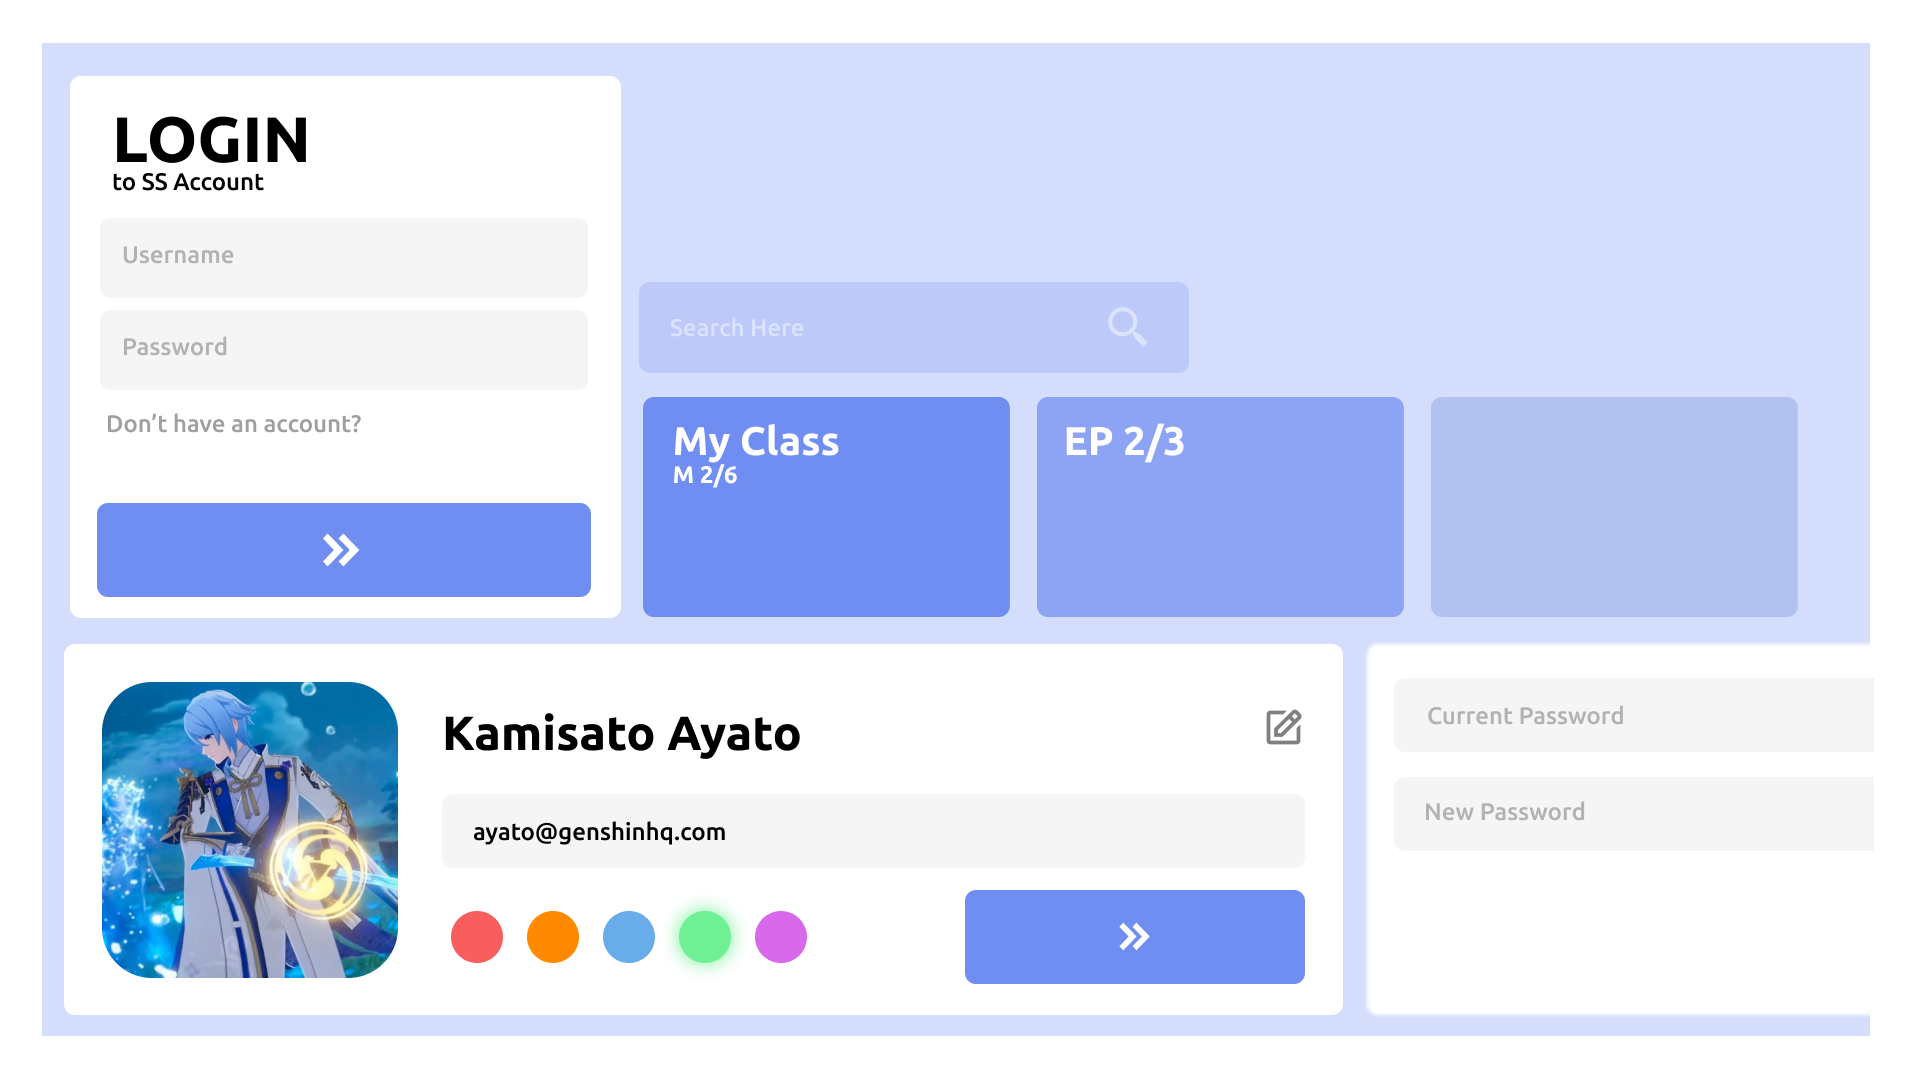 LOGIN
to SS Account
Username
Password
Don’t have an account?
Search Here
My Class
M 2/6
EP 2/3
Kamisato Ayato
ayato@genshinhq.com
Current Password
New Password